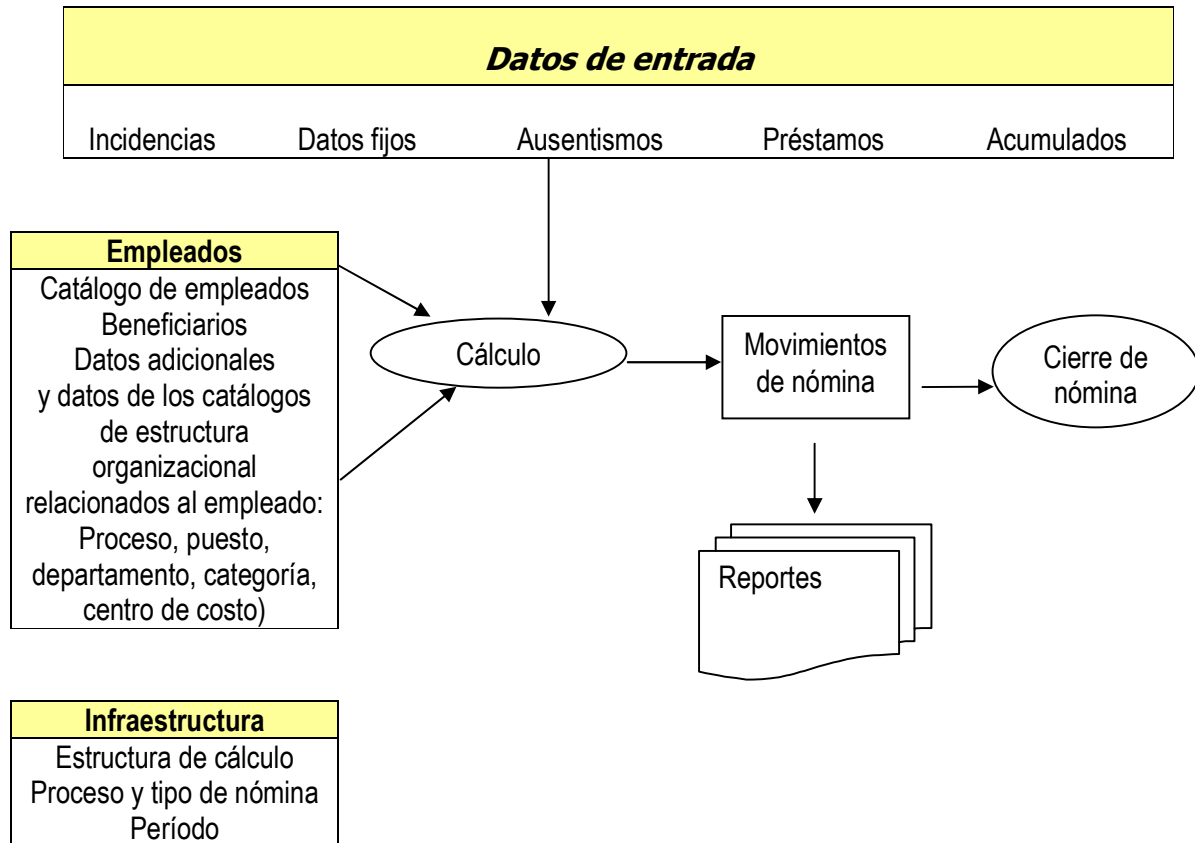 Datos de entrada
Incidencias Datos fijos Ausentismos Préstamos Acumulados
Empleados
Catálogo de empleados
Beneficiarios
Datos adicionales
y datos de los catálogos
de estructura
organizacional
relacionados al empleado:
Proceso, puesto,
departamento, categoría,
centro de costo)
Cálculo
Movimientos
de nómina
Cierre de
nómina
Reportes
Infraestructura
Estructura de cálculo
Proceso y tipo de nómina
Período